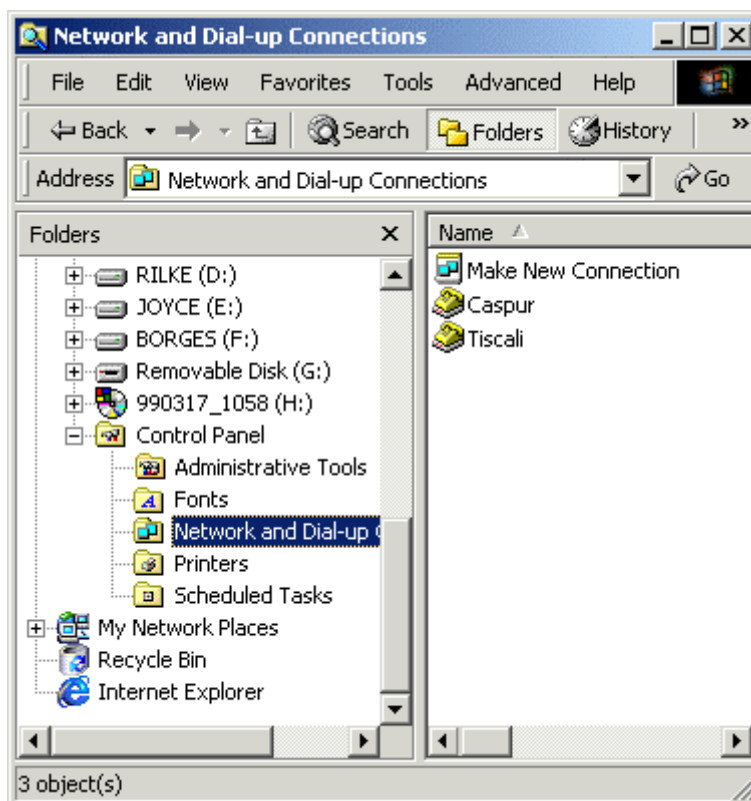 Network and Dial-up Connections
File Edit View Favorites Tools Advanced Help
Back Search Folders History »
Address Network and Dial-up Connections Go
Folders
RILKE (D:)
JOYCE (E:)
BORGES (F:)
Removable Disk (G:)
990317_1058 (H:)
Control Panel
Administrative Tools
Fonts
Network and Dial-up C
Printers
Scheduled Tasks
My Network Places
Recycle Bin
Internet Explorer
Name
Make New Connection
Caspur
Tiscali
3 object(s)